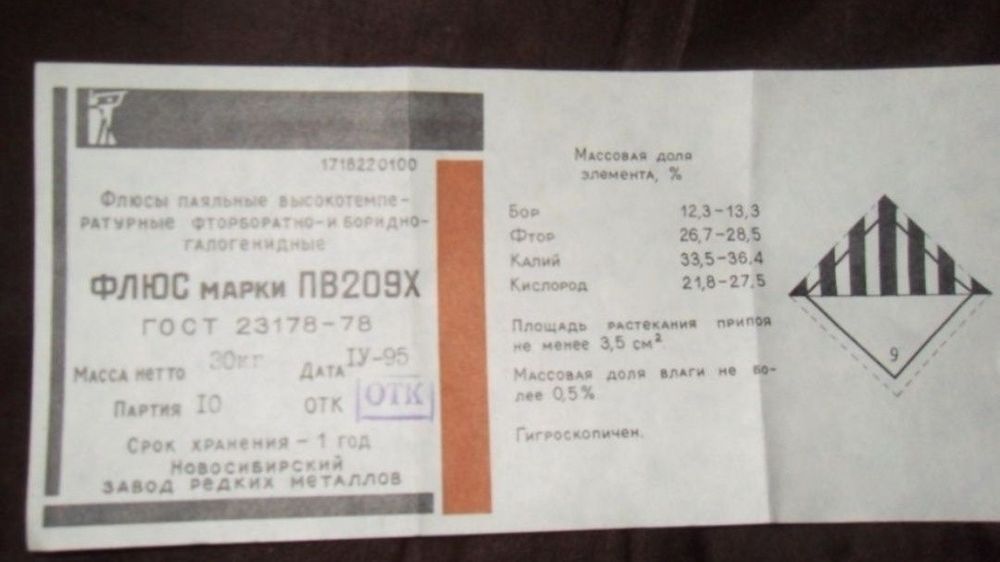 1718220100
Флюсы паяльные высокотемпе-
ратурные фторборатно- и боридно-
галогенидные
ФЛЮС МАРКИ ПВ209Х
ГОСТ 23178-78
Масса нетто 30кг Дата IУ-95
Партия 10 ОТК ОТК
Срок хранения - 1 год
Новосибирский
завод редких металлов
Массовая доля
элемента, %
Бор 12,3-13,3
Фтор 26,7-28,5
Калий 33,5-36,4
Кислород 21,8-27,5
Площадь растекания припоя
не менее 3,5 см²
Массовая доля влаги не бо-
лее 0,5%
Гигроскопичен.
9